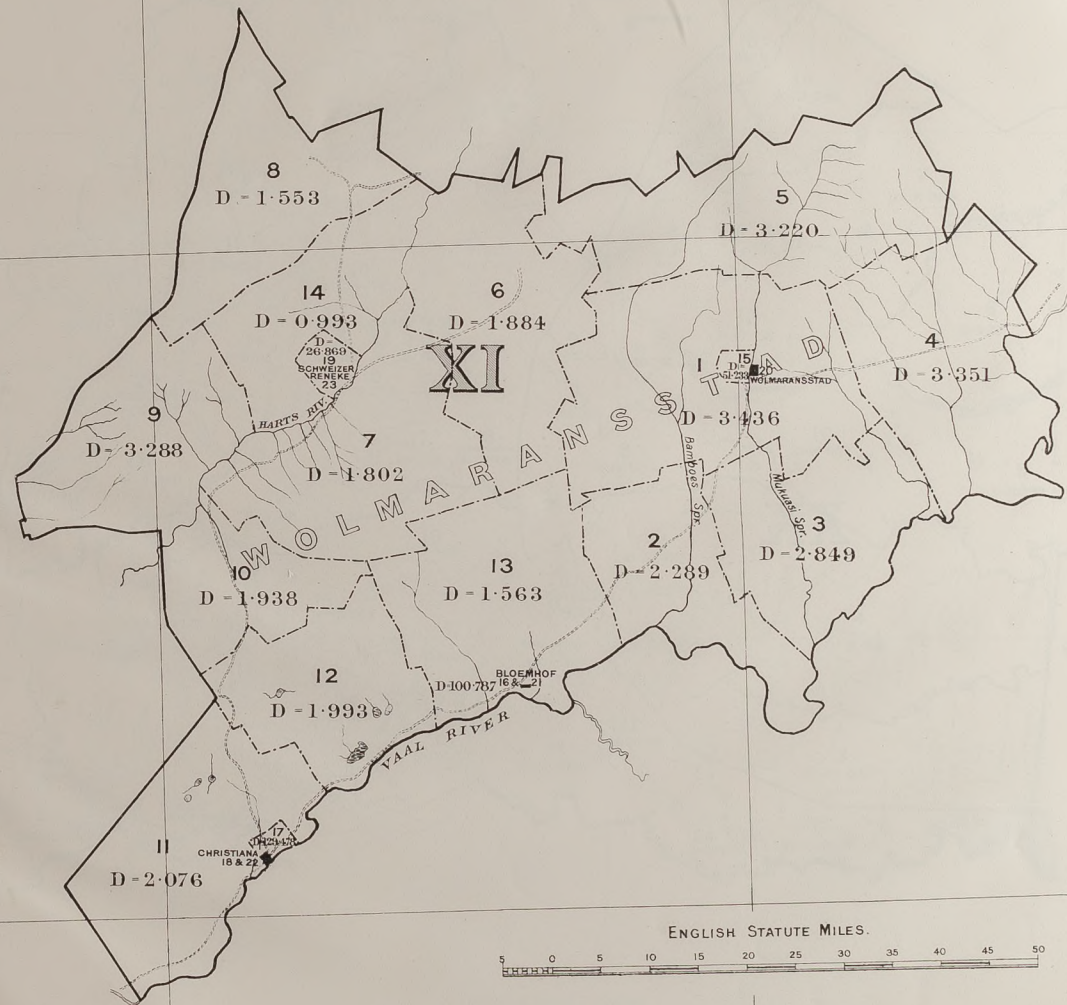 8
D = 1·553
5
D = 3·220
14
D = 0·993
6
D = 1·884
D =
26·869
19
SCHWEIZER
RENEKE
23
XI
4
D = 3·351
1
D = 3·436
15
D =
51·233
20
WOLMARANSSTAD
9
D = 3·288
HARTS RIV.
7
D = 1·802
WOLMARANSSTAD
Bamboes Spr.
Mukuasi Spr.
3
D = 2·849
2
D = 2·289
13
D = 1·563
10
D = 1·938
12
D = 1·993
BLOEMHOF
D=100·787 16 & 21
VAAL RIVER
17
11
D = 2·076
CHRISTIANA
18 & 22
ENGLISH STATUTE MILES.
5 0 5 10 15 20 25 30 35 40 45 50